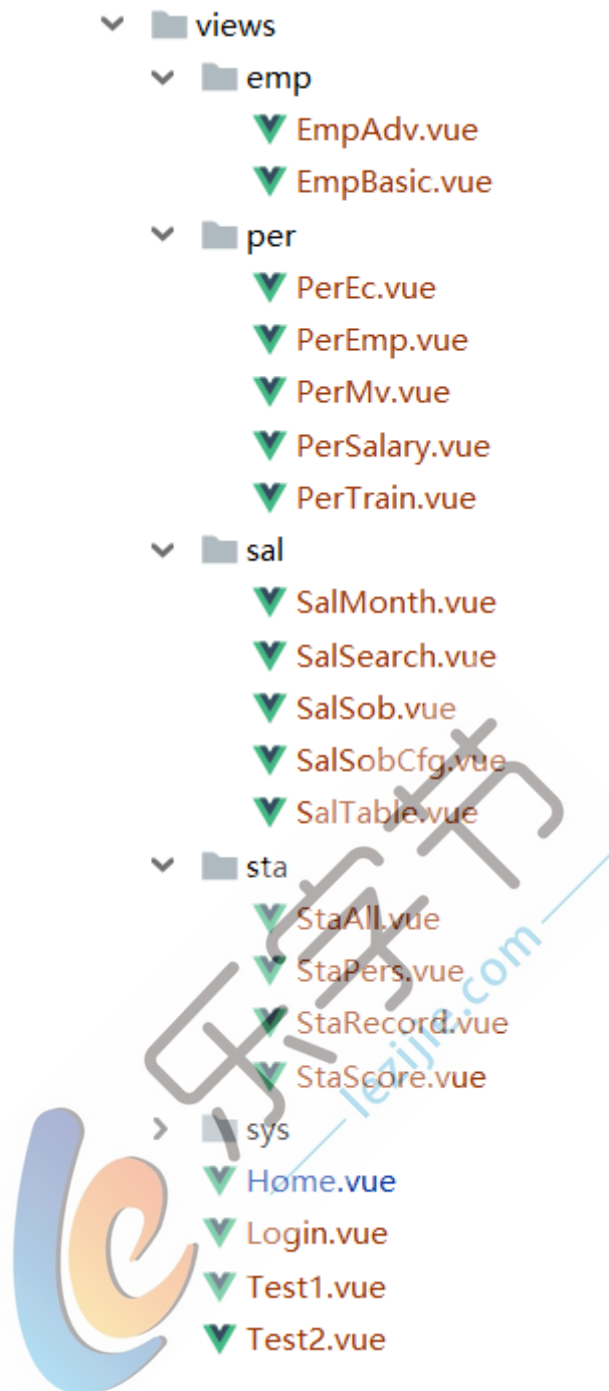 views
emp
EmpAdv.vue
EmpBasic.vue
per
PerEc.vue
PerEmp.vue
PerMv.vue
PerSalary.vue
PerTrain.vue
sal
SalMonth.vue
SalSearch.vue
SalSob.vue
SalSobCfg.vue
SalTable.vue
sta
StaAll.vue
StaPers.vue
StaRecord.vue
StaScore.vue
sys
Home.vue
Login.vue
Test1.vue
Test2.vue
乐字节
lezijie.com